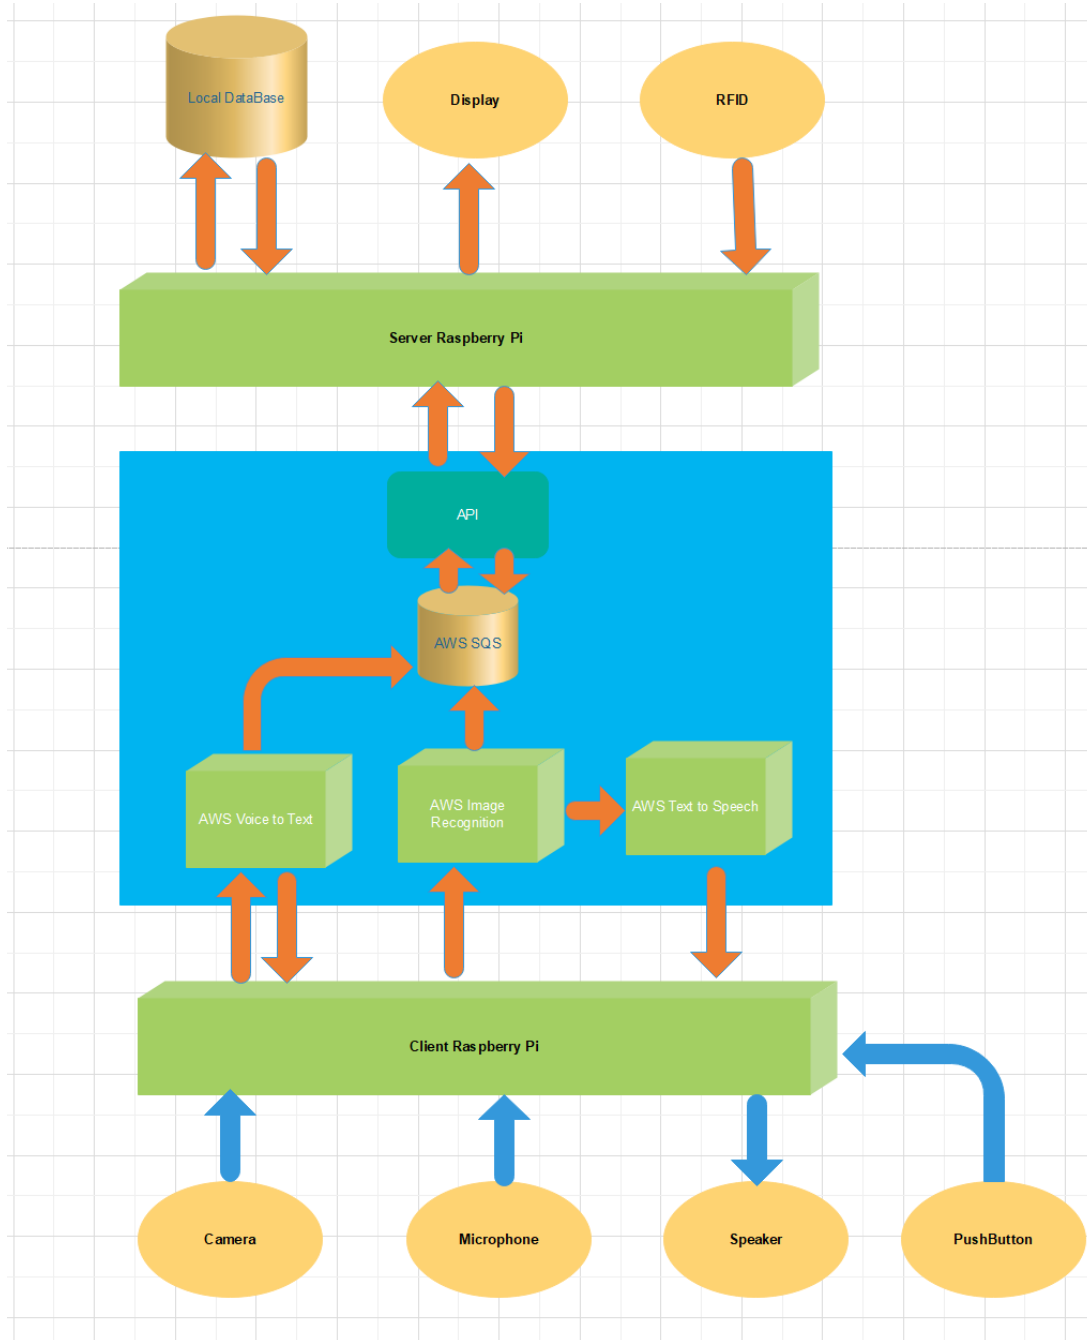 Local DataBase
Display
RFID
Server Raspberry Pi
API
AWS SQS
AWS Voice to Text
AWS Image
Recognition
AWS Text to Speech
Client Raspberry Pi
Camera
Microphone
Speaker
PushButton